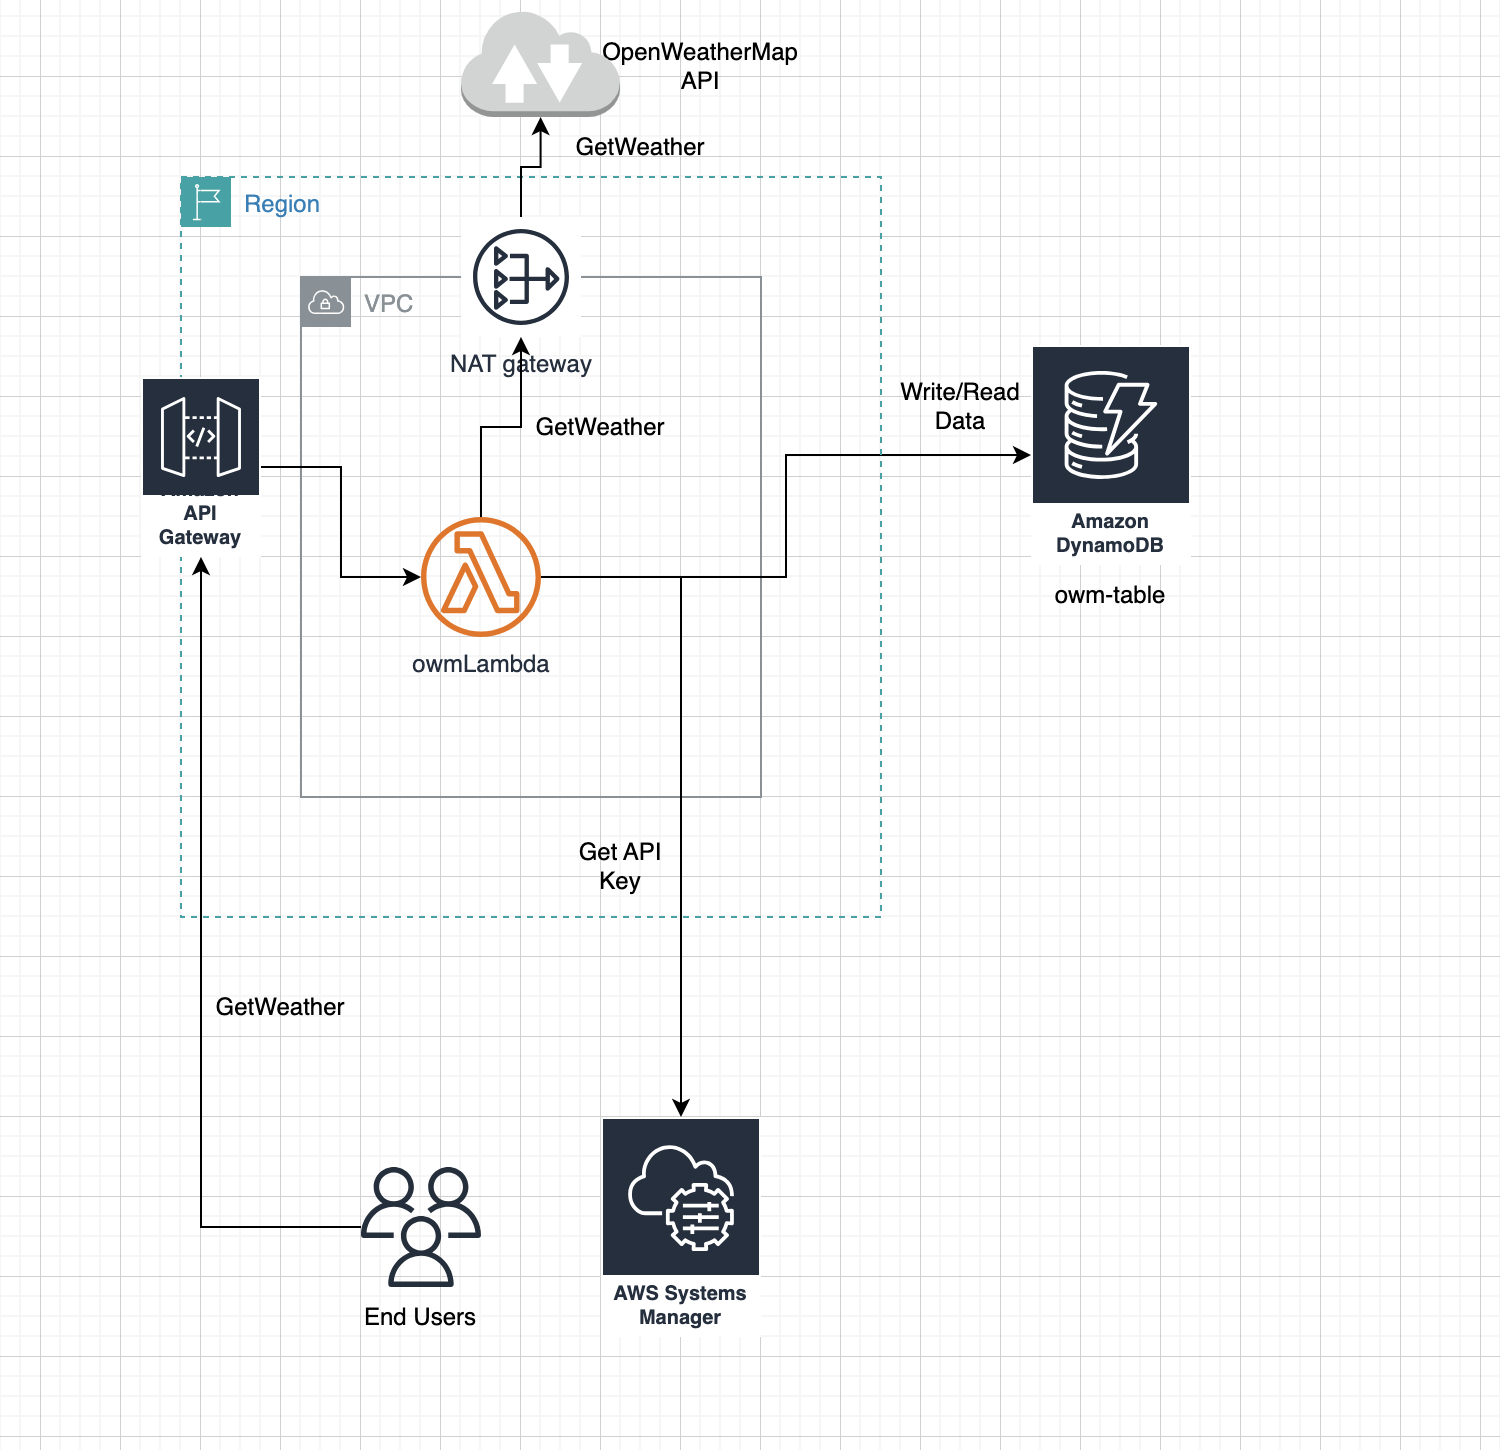 OpenWeatherMap
API
GetWeather
Region
VPC
NAT gateway
GetWeather
Write/Read
Data
API
Gateway
Amazon
DynamoDB
owm-table
owmLambda
Get API
Key
GetWeather
End Users
AWS Systems
Manager